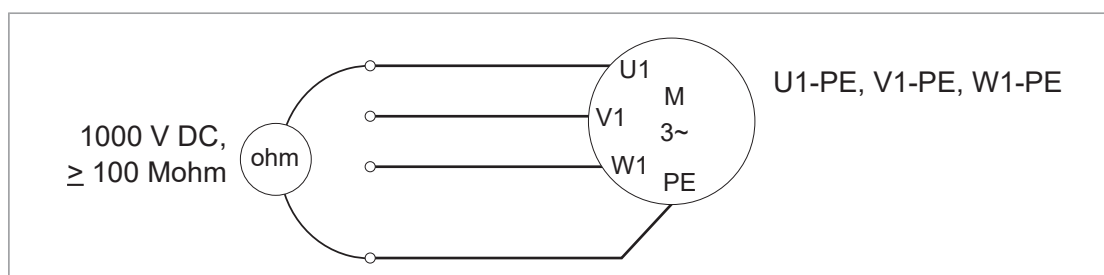 U1
M
V1
3~
W1
PE
U1-PE, V1-PE, W1-PE
1000 V DC,
≥ 100 Mohm
ohm